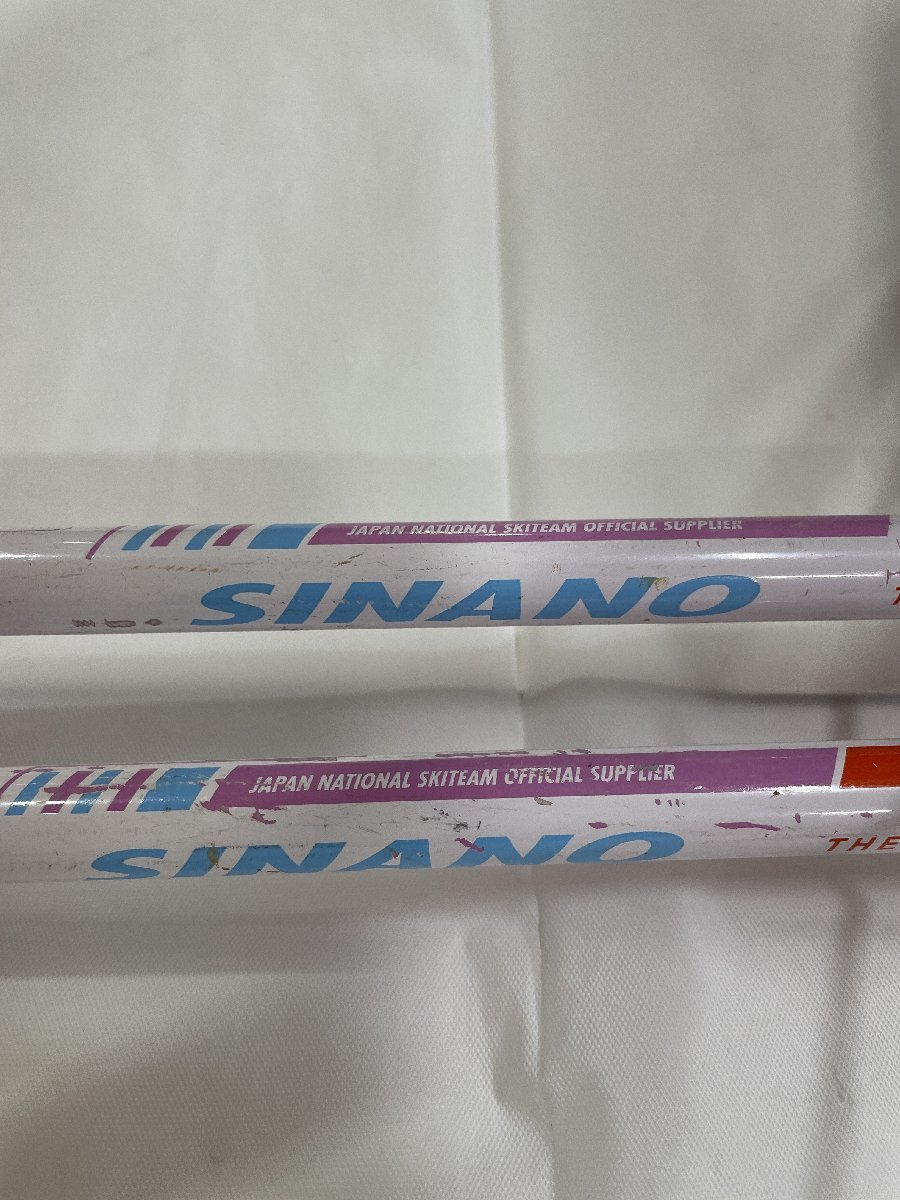 JAPAN NATIONAL SKITEAM OFFICIAL SUPPLIER
SINANO
JAPAN NATIONAL SKITEAM OFFICIAL SUPPLIER
SINANO
THE